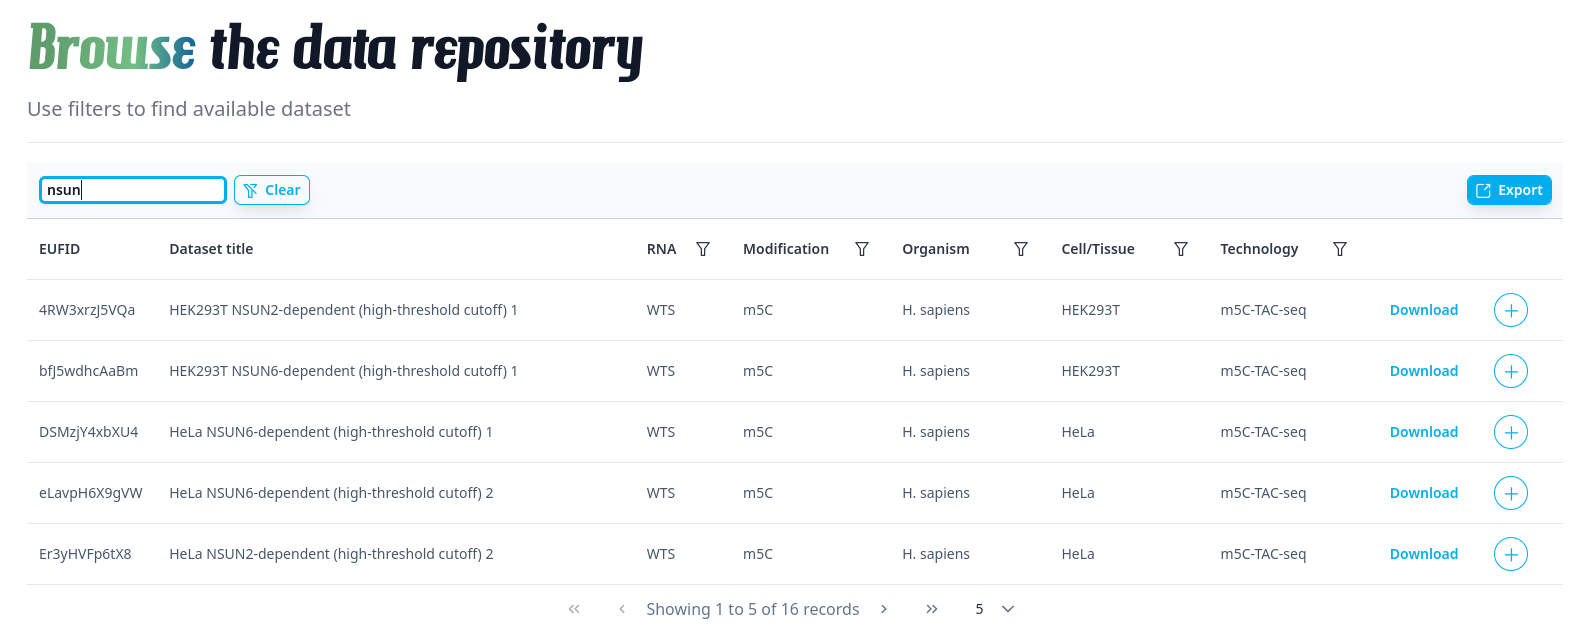 Browse the data repository
Use filters to find available dataset
nsun Clear Export
EUFID Dataset title RNA Modification Organism Cell/Tissue Technology
4RW3xrzJ5VQa HEK293T NSUN2-dependent (high-threshold cutoff) 1 WTS m5C H. sapiens HEK293T m5C-TAC-seq Download
bfJ5wdhcAaBm HEK293T NSUN6-dependent (high-threshold cutoff) 1 WTS m5C H. sapiens HEK293T m5C-TAC-seq Download
DSMzjY4xbXU4 HeLa NSUN6-dependent (high-threshold cutoff) 1 WTS m5C H. sapiens HeLa m5C-TAC-seq Download
eLavpH6X9gVW HeLa NSUN6-dependent (high-threshold cutoff) 2 WTS m5C H. sapiens HeLa m5C-TAC-seq Download
Er3yHVFp6tX8 HeLa NSUN2-dependent (high-threshold cutoff) 2 WTS m5C H. sapiens HeLa m5C-TAC-seq Download
Showing 1 to 5 of 16 records 5